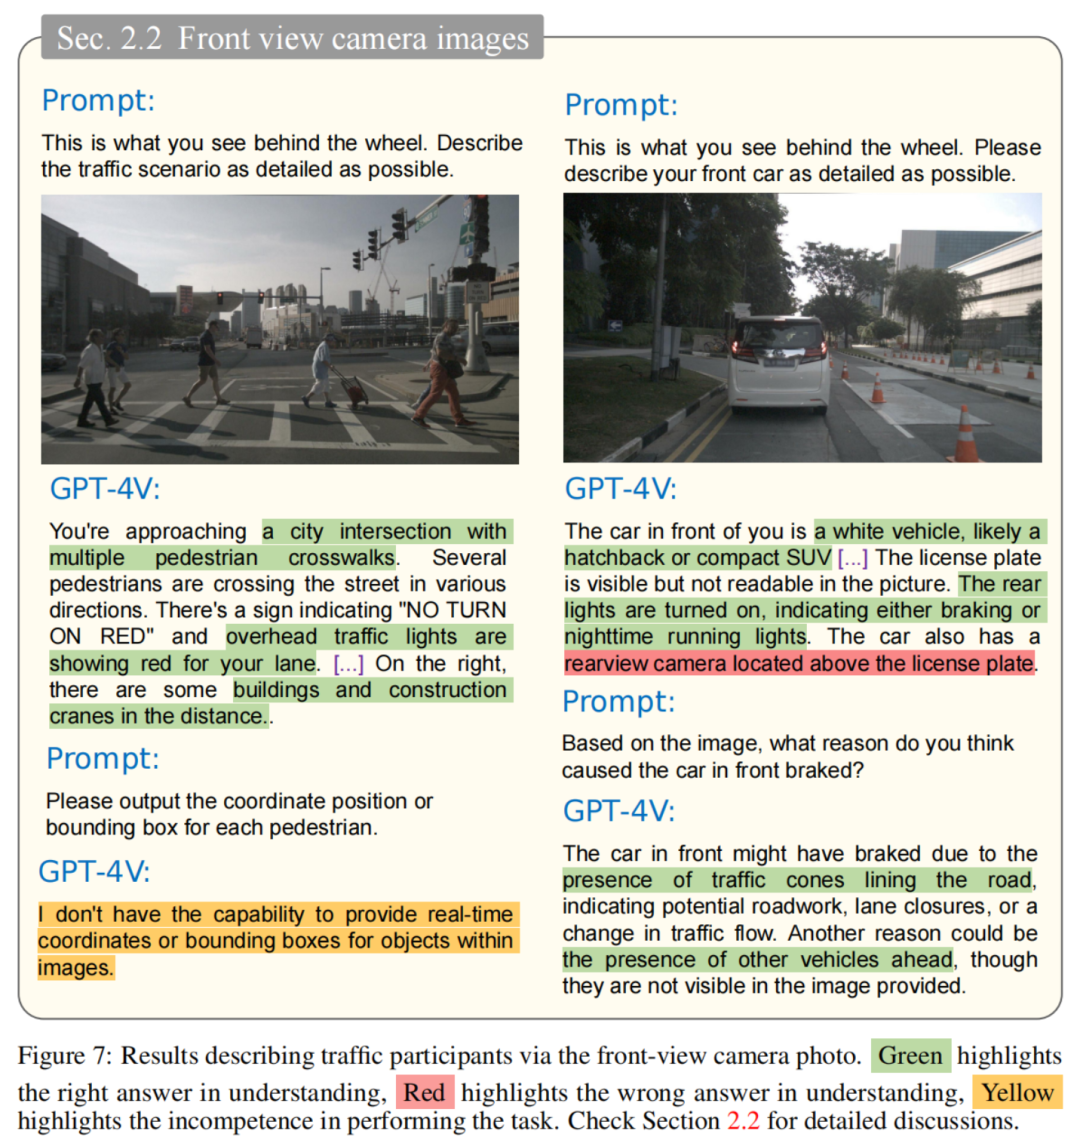 Sec. 2.2 Front view camera images
Prompt:
This is what you see behind the wheel. Describe
the traffic scenario as detailed as possible.
GPT-4V:
You're approaching a city intersection with
multiple pedestrian crosswalks. Several
pedestrians are crossing the street in various
directions. There's a sign indicating "NO TURN
ON RED" and overhead traffic lights are
showing red for your lane. [...] On the right,
there are some buildings and construction
cranes in the distance..
Prompt:
Please output the coordinate position or
bounding box for each pedestrian.
GPT-4V:
I don't have the capability to provide real-time
coordinates or bounding boxes for objects within
images.
Prompt:
This is what you see behind the wheel. Please
describe your front car as detailed as possible.
GPT-4V:
The car in front of you is a white vehicle, likely a
hatchback or compact SUV [...] The license plate
is visible but not readable in the picture. The rear
lights are turned on, indicating either braking or
nighttime running lights. The car also has a
rearview camera located above the license plate.
Prompt:
Based on the image, what reason do you think
caused the car in front braked?
GPT-4V:
The car in front might have braked due to the
presence of traffic cones lining the road,
indicating potential roadwork, lane closures, or a
change in traffic flow. Another reason could be
the presence of other vehicles ahead, though
they are not visible in the image provided.
Figure 7: Results describing traffic participants via the front-view camera photo. Green highlights
the right answer in understanding, Red highlights the wrong answer in understanding, Yellow
highlights the incompetence in performing the task. Check Section 2.2 for detailed discussions.